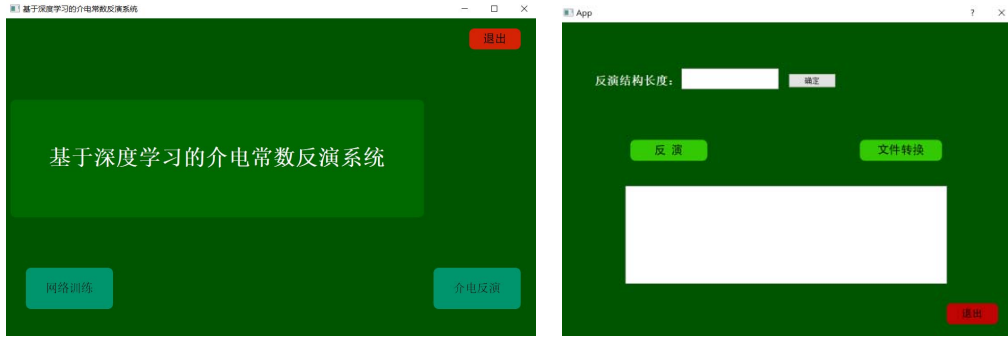 基于深度学习的介电常数反演系统
退出
基于深度学习的介电常数反演系统
网络训练
介电反演
App
?
反演结构长度：
确定
反 演
文件转换
退出